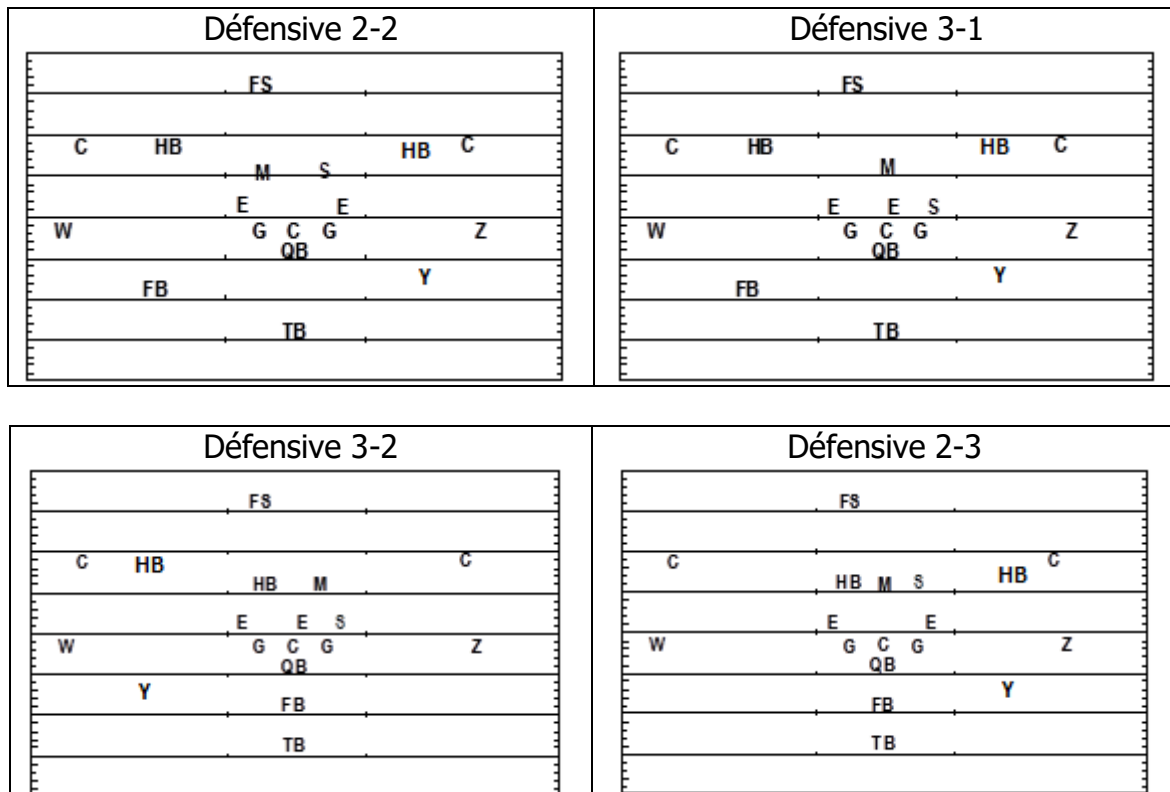 Défensive 2-2
FS
C HB HB C
M S
E E
W G C G Z
QB
Y
FB
TB
Défensive 3-1
FS
C HB HB C
M
E E S
W G C G Z
QB
Y
FB
TB
Défensive 3-2
FS
C HB C
HB M
E E S
W G C G Z
QB
Y
FB
TB
Défensive 2-3
FS
C C
HB M S HB
E E
W G C G Z
QB
Y
FB
TB